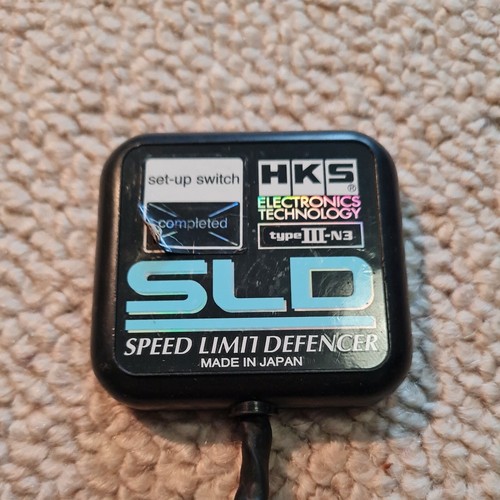 set-up switch
completed
HKS®
ELECTRONICS
TECHNOLOGY
type III-N3
SLD
SPEED LIMIT DEFENCER
MADE IN JAPAN